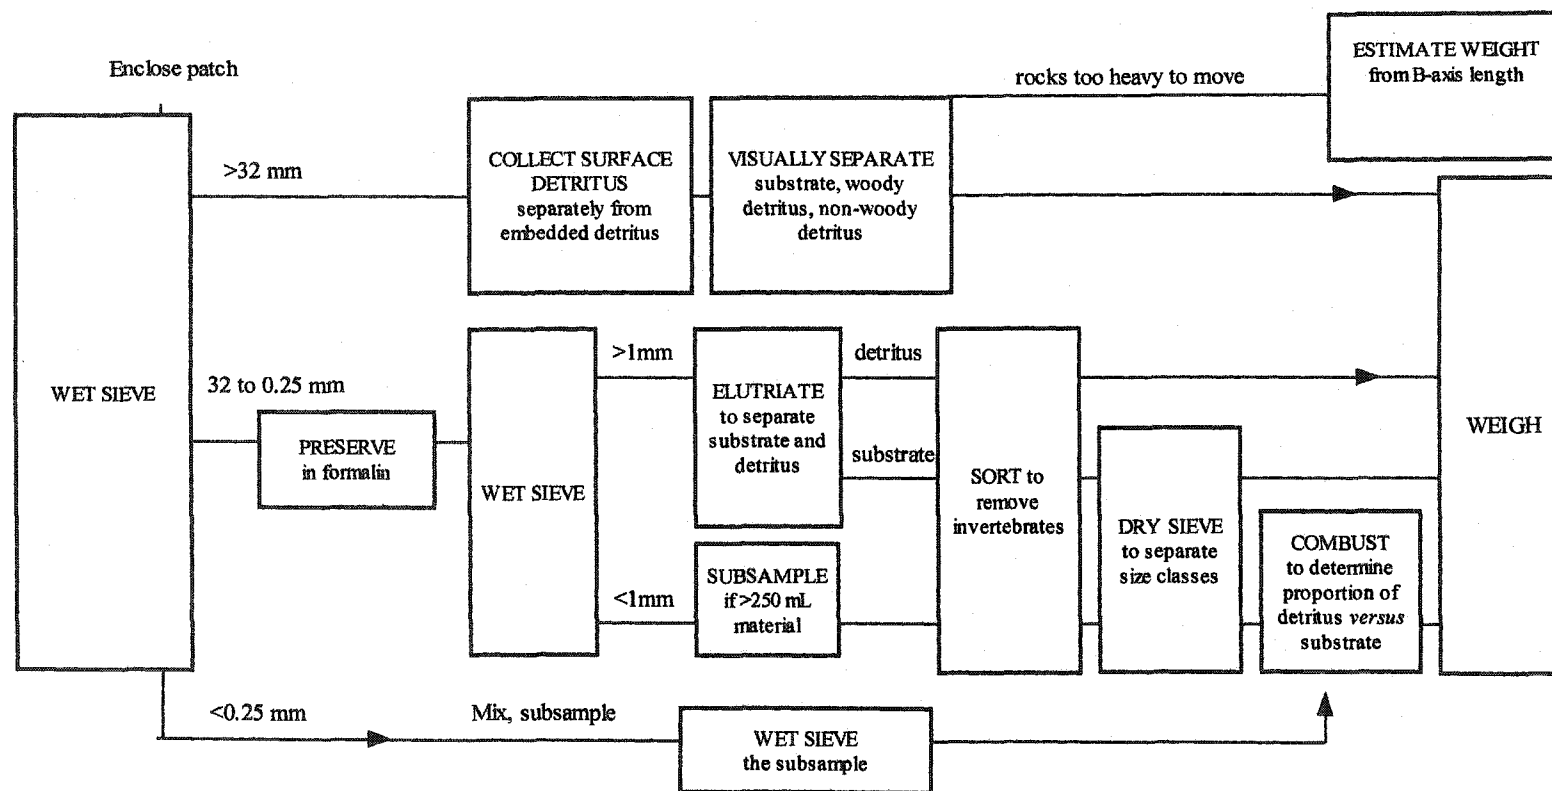 Enclose patch
WET SIEVE
>32 mm
COLLECT SURFACE
DETRITUS
separately from
embedded detritus
VISUALLY SEPARATE
substrate, woody
detritus, non-woody
detritus
rocks too heavy to move
ESTIMATE WEIGHT
from B-axis length
32 to 0.25 mm
PRESERVE
in formalin
WET SIEVE
>1mm
ELUTRIATE
to separate
substrate and
detritus
detritus
substrate
<1mm
SUBSAMPLE
if >250 mL
material
SORT to
remove
invertebrates
DRY SIEVE
to separate
size classes
COMBUST
to determine
proportion of
detritus versus
substrate
WEIGH
<0.25 mm
Mix, subsample
WET SIEVE
the subsample